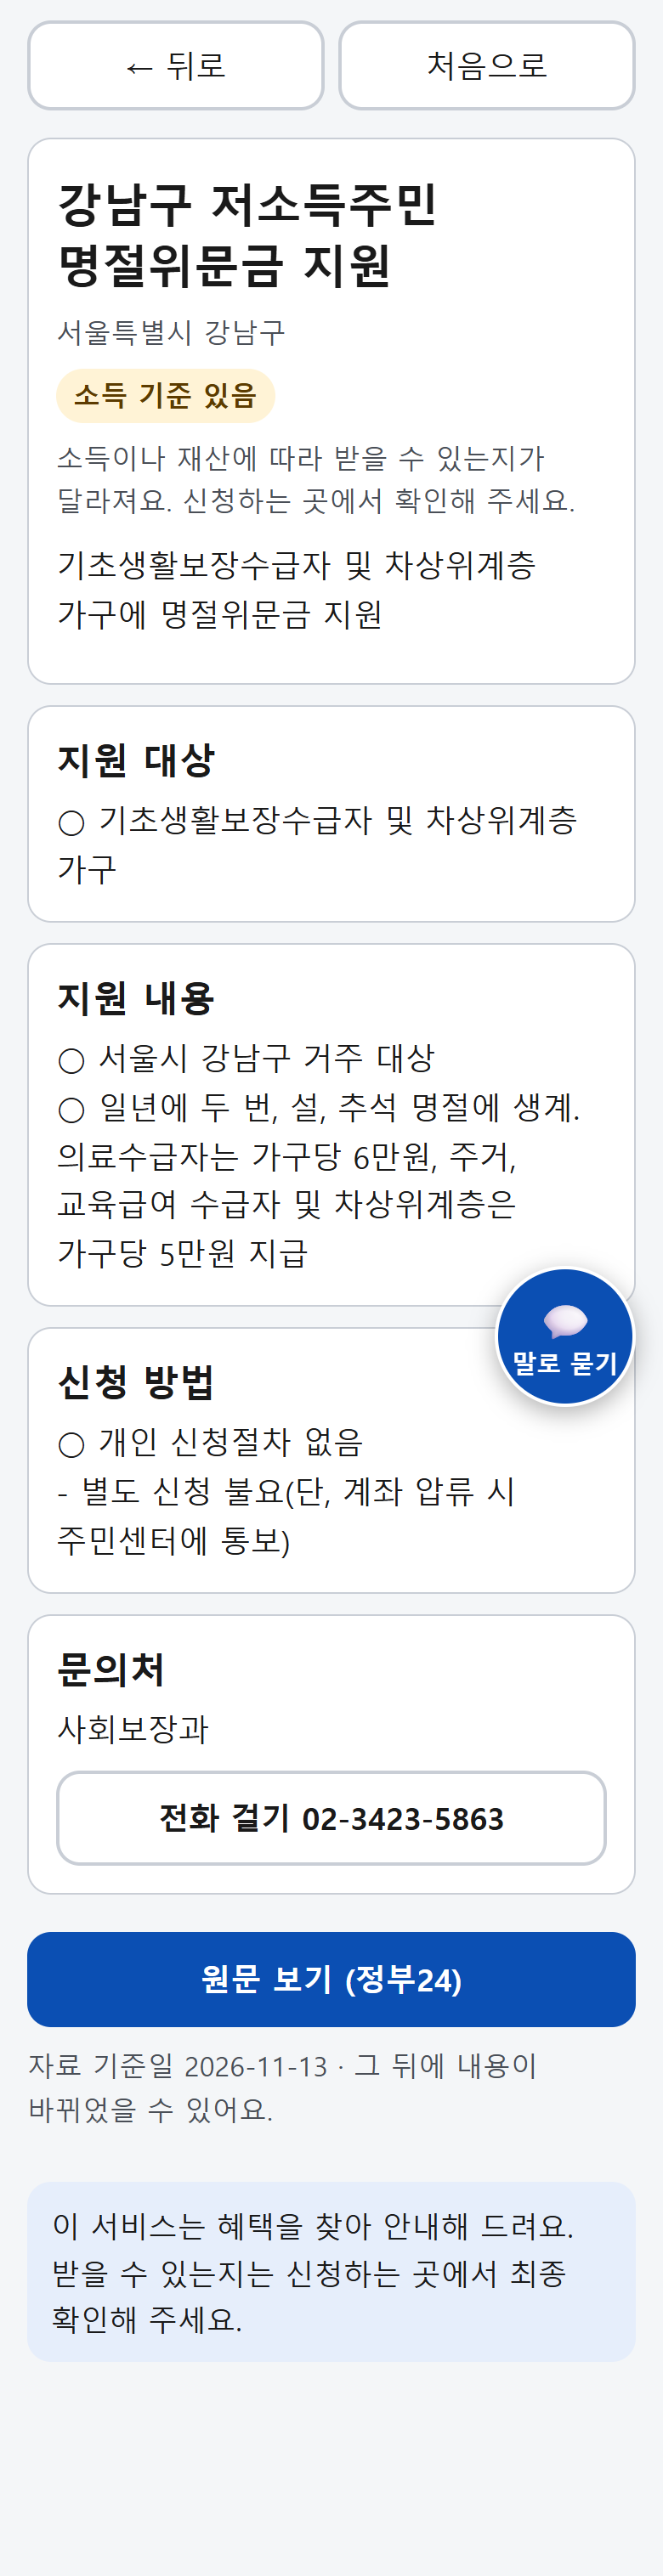 ← 뒤로
처음으로
강남구 저소득주민
명절위문금 지원
서울특별시 강남구
소득 기준 있음
소득이나 재산에 따라 받을 수 있는지가
달라져요. 신청하는 곳에서 확인해 주세요.
기초생활보장수급자 및 차상위계층
가구에 명절위문금 지원
지원 대상
○ 기초생활보장수급자 및 차상위계층
가구
지원 내용
○ 서울시 강남구 거주 대상
○ 일년에 두 번, 설, 추석 명절에 생계.
의료수급자는 가구당 6만원, 주거,
교육급여 수급자 및 차상위계층은
가구당 5만원 지급
말로 묻기
신청 방법
○ 개인 신청절차 없음
- 별도 신청 불요(단, 계좌 압류 시
주민센터에 통보)
문의처
사회보장과
전화 걸기 02-3423-5863
원문 보기 (정부24)
자료 기준일 2026-11-13 · 그 뒤에 내용이
바뀌었을 수 있어요.
이 서비스는 혜택을 찾아 안내해 드려요.
받을 수 있는지는 신청하는 곳에서 최종
확인해 주세요.